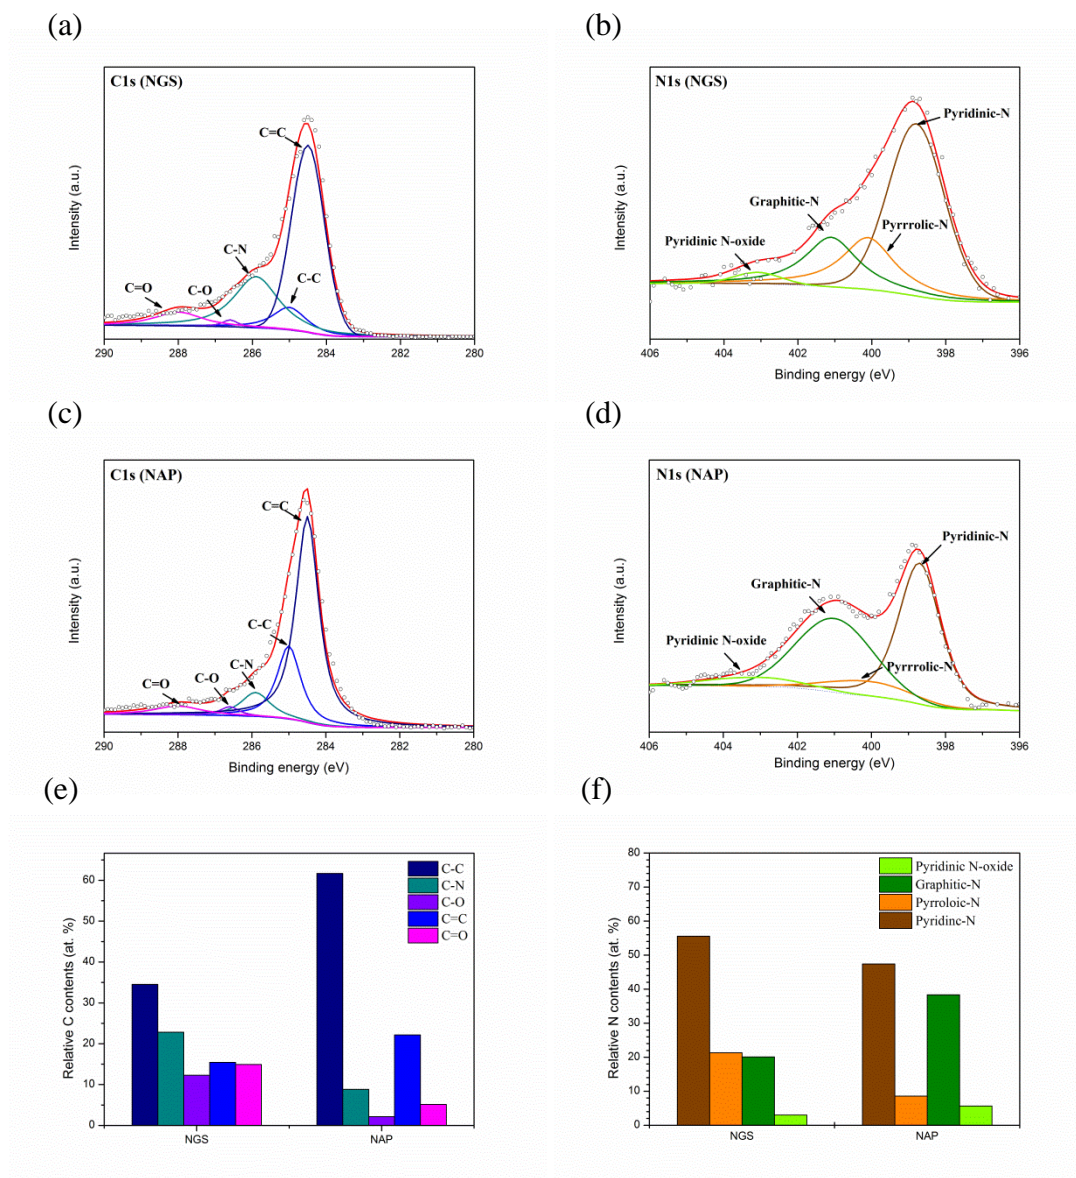 (a)
C1s (NGS)
C=C
C-N
C=O
C-O
C-C
Intensity (a.u.)
290 288 286 284 282 280
(b)
N1s (NGS)
Pyridinic-N
Graphitic-N
Pyrrrolic-N
Pyridinic N-oxide
Intensity (a.u.)
406 404 402 400 398 396
Binding energy (eV)
(c)
C1s (NAP)
C=C
C-C
C-N
C-O
C=O
Intensity (a.u.)
290 288 286 284 282 280
Binding energy (eV)
(d)
N1s (NAP)
Pyridinic-N
Graphitic-N
Pyridinic N-oxide
Pyrrrolic-N
Intensity (a.u.)
406 404 402 400 398 396
Binding energy (eV)
(e)
Relative C contents (at. %)
60
50
40
30
20
10
0
C-C
C-N
C-O
C=C
C=O
NGS NAP
(f)
Relative N contents (at. %)
80
70
60
50
40
30
20
10
0
Pyridinic N-oxide
Graphitic-N
Pyrroloic-N
Pyridinc-N
NGS NAP